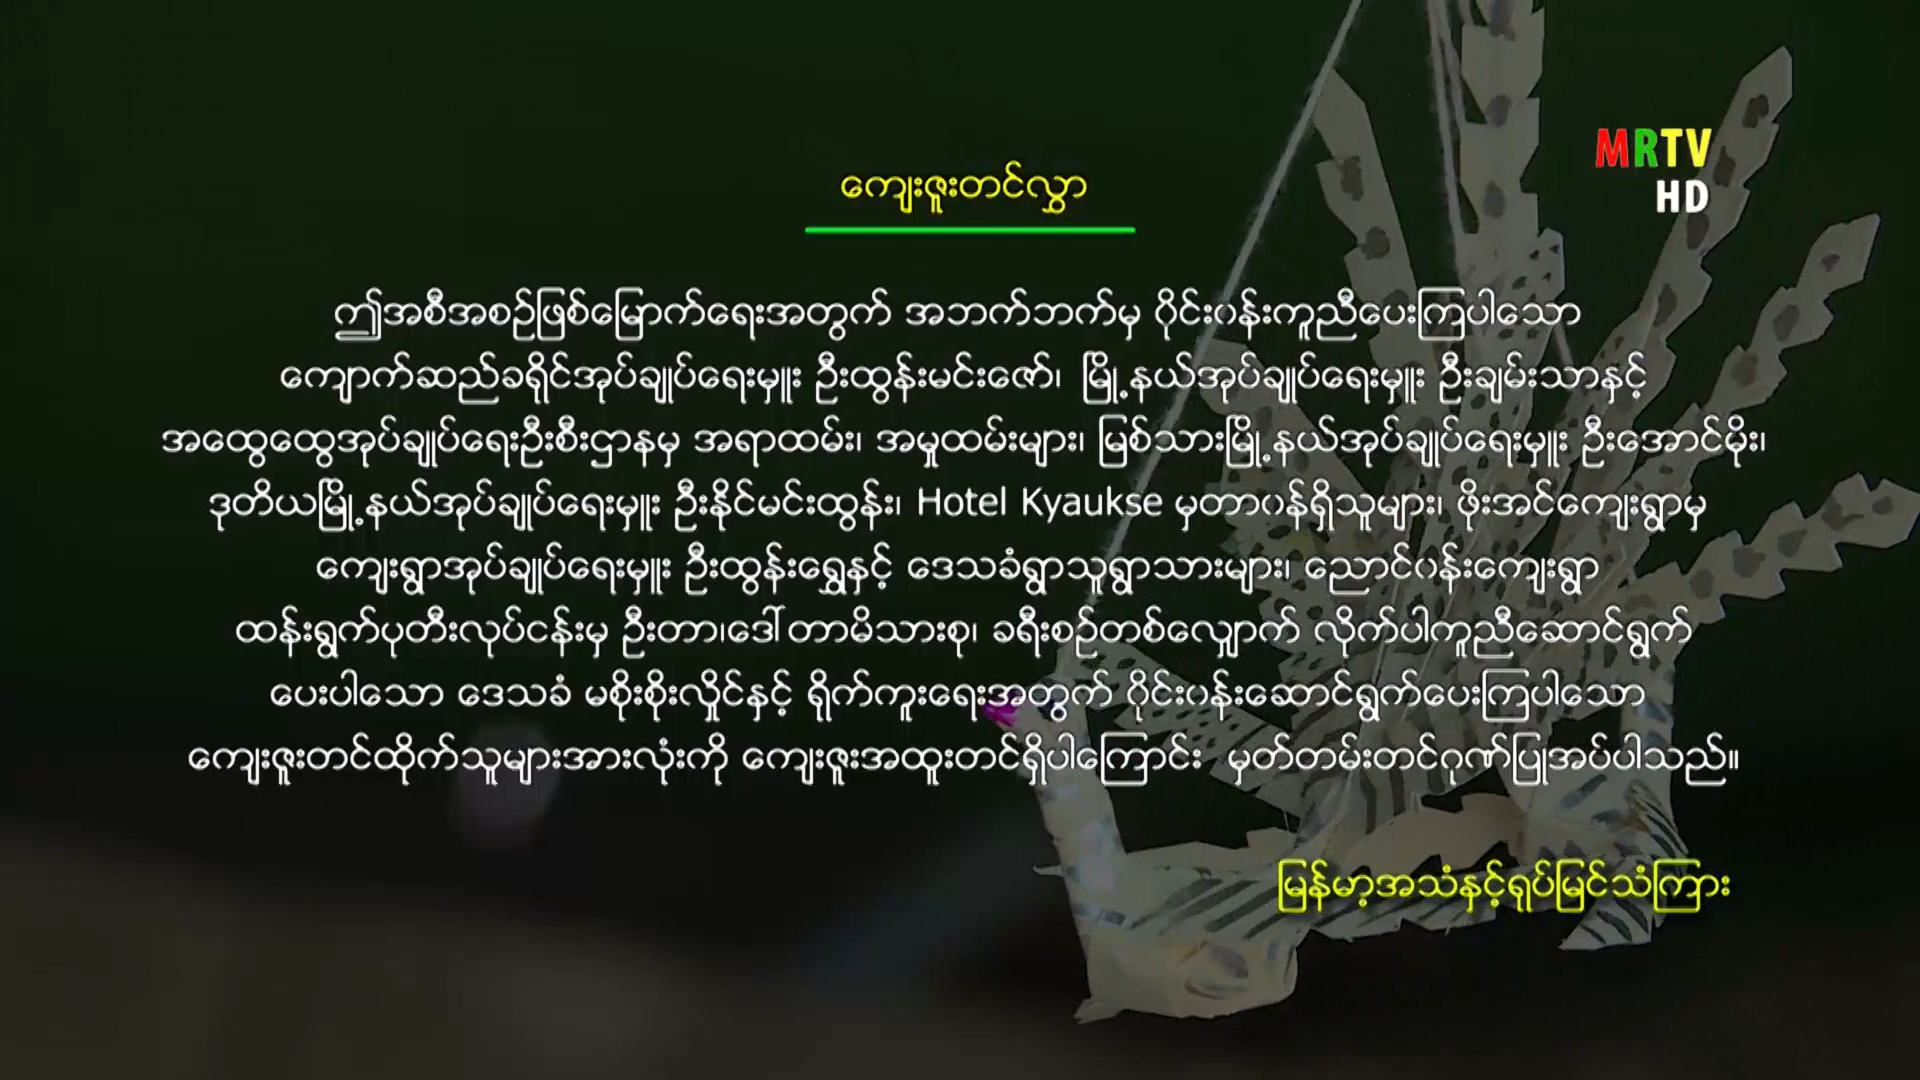 MRTV
HD
ကျေးဇူးတင်လွှာ
ဤအစီအစဉ်ဖြစ်မြောက်ရေးအတွက် အဘက်ဘက်မှ ဝိုင်းဝန်းကူညီပေးကြပါသော
ကျောက်ဆည်ခရိုင်အုပ်ချုပ်ရေးမှူး ဦးထွန်းမင်းဇော်၊ မြို့နယ်အုပ်ချုပ်ရေးမှူး ဦးချမ်းသာနှင့်
အထွေထွေအုပ်ချုပ်ရေးဦးစီးဌာနမှ အရာထမ်း၊ အမှုထမ်းများ၊ မြစ်သားမြို့နယ်အုပ်ချုပ်ရေးမှူး ဦးအောင်မိုး၊
ဒုတိယမြို့နယ်အုပ်ချုပ်ရေးမှူး ဦးနိုင်မင်းထွန်း၊ Hotel Kyaukse မှတာဝန်ရှိသူများ၊ ဖိုးအင်ကျေးရွာမှ
ကျေးရွာအုပ်ချုပ်ရေးမှူး ဦးထွန်းရွှေနှင့် ဒေသခံရွာသူရွာသားများ၊ ညောင်ဝန်းကျေးရွာ
ထန်းရွက်ပုတီးလုပ်ငန်းမှ ဦးတာ၊ဒေါ်တာမိသားစု၊ ခရီးစဉ်တစ်လျှောက် လိုက်ပါကူညီဆောင်ရွက်
ပေးပါသော ဒေသခံ မစိုးစိုးလှိုင်နှင့် ရိုက်ကူးရေးအတွက် ဝိုင်းဝန်းဆောင်ရွက်ပေးကြပါသော
ကျေးဇူးတင်ထိုက်သူများအားလုံးကို ကျေးဇူးအထူးတင်ရှိပါကြောင်း မှတ်တမ်းတင်ဂုဏ်ပြုအပ်ပါသည်။
မြန်မာ့အသံနှင့်ရုပ်မြင်သံကြား